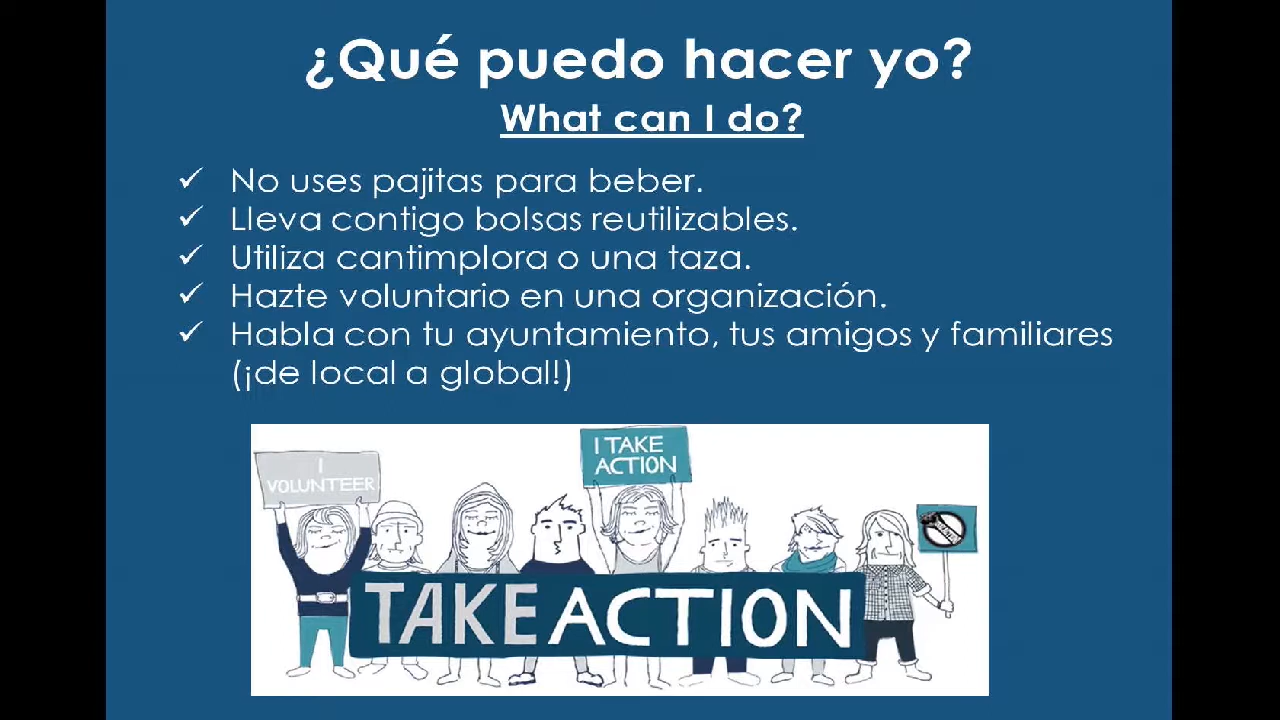 ¿Qué puedo hacer yo?
What can I do?
✓ No uses pajitas para beber.
✓ Lleva contigo bolsas reutilizables.
✓ Utiliza cantimplora o una taza.
✓ Hazte voluntario en una organización.
✓ Habla con tu ayuntamiento, tus amigos y familiares
(¡de local a global!)
I
VOLUNTEER
I TAKE
ACTION
TAKE ACTION